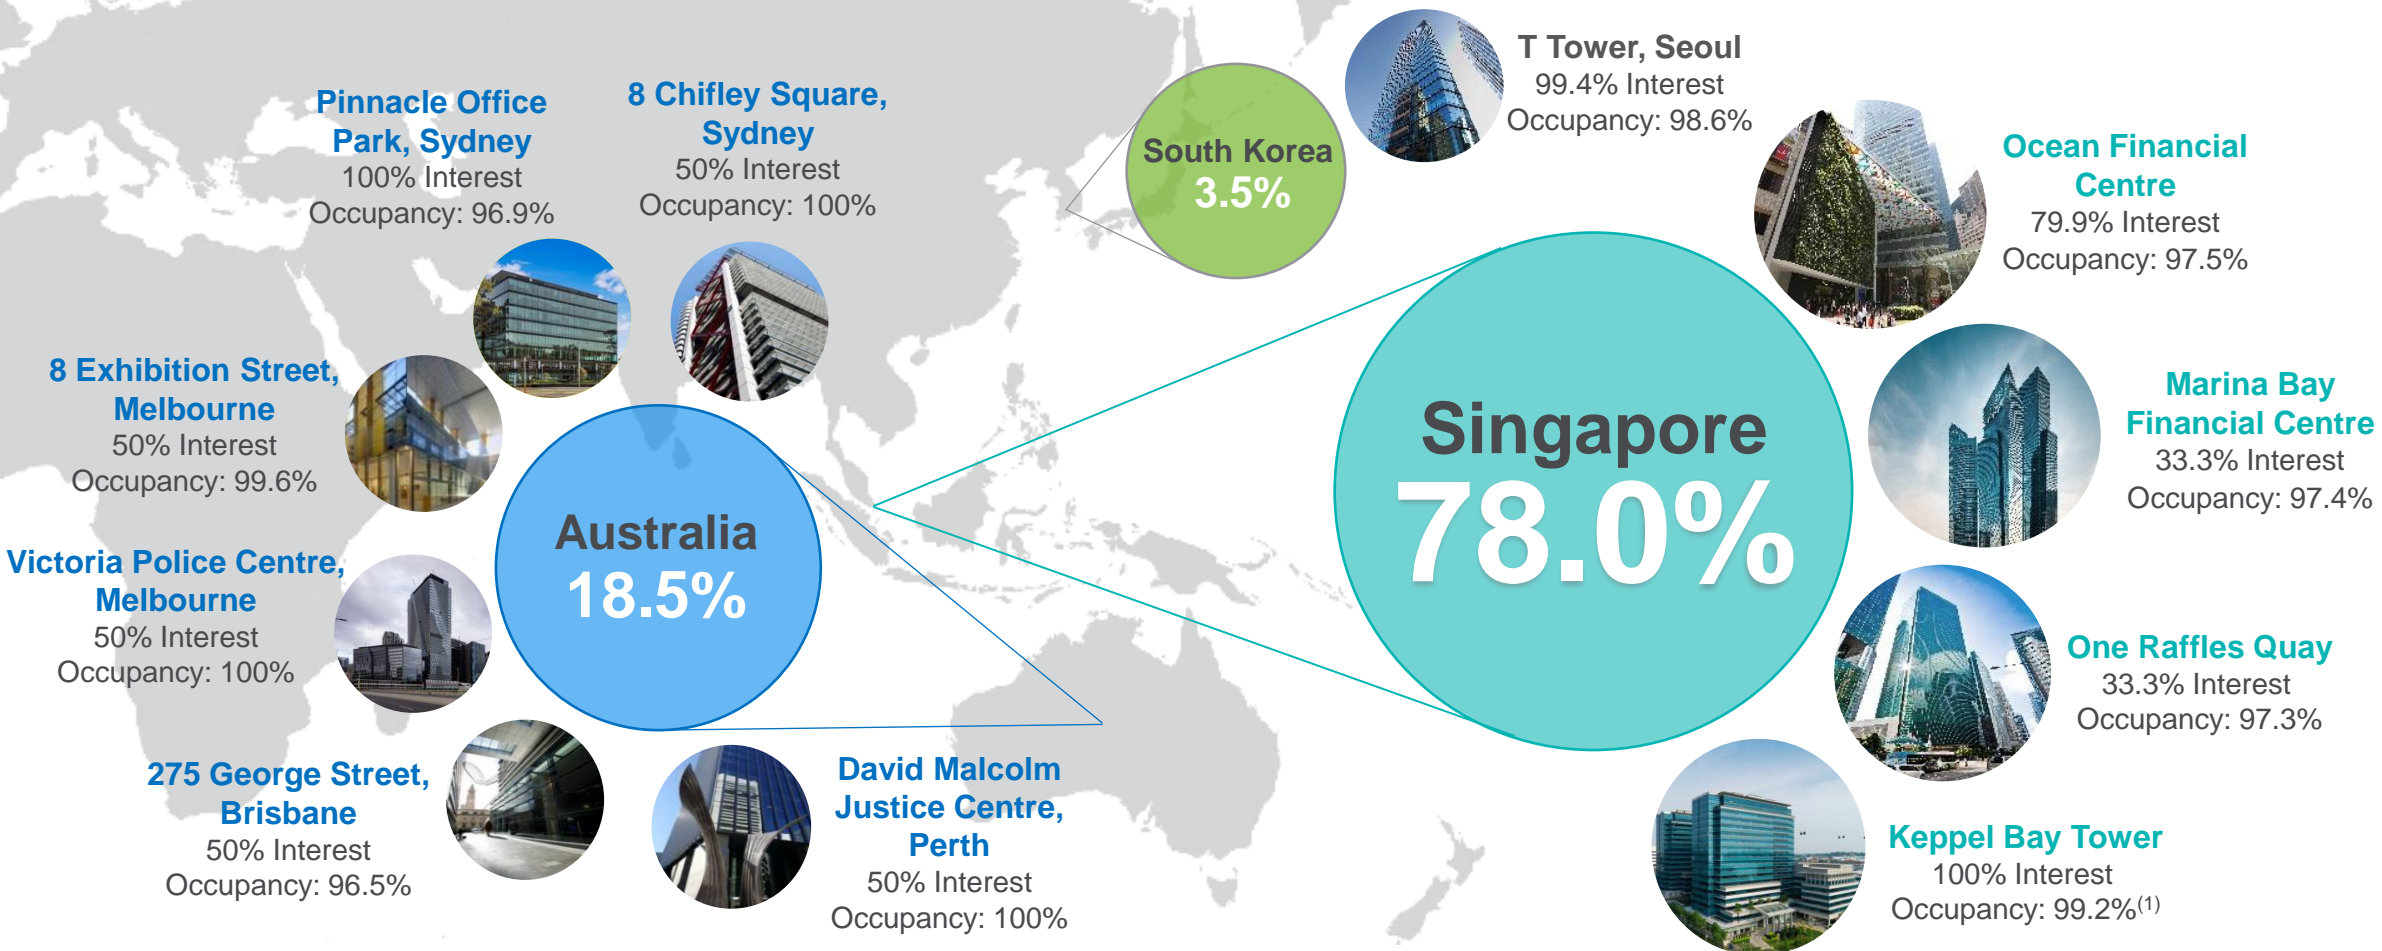 Pinnacle Office
Park, Sydney
100% Interest
Occupancy: 96.9%
8 Chifley Square,
Sydney
50% Interest
Occupancy: 100%
8 Exhibition Street,
Melbourne
50% Interest
Occupancy: 99.6%
Victoria Police Centre,
Melbourne
50% Interest
Occupancy: 100%
275 George Street,
Brisbane
50% Interest
Occupancy: 96.5%
David Malcolm
Justice Centre,
Perth
50% Interest
Occupancy: 100%
Australia
18.5%
South Korea
3.5%
T Tower, Seoul
99.4% Interest
Occupancy: 98.6%
Singapore
78.0%
Ocean Financial
Centre
79.9% Interest
Occupancy: 97.5%
Marina Bay
Financial Centre
33.3% Interest
Occupancy: 97.4%
One Raffles Quay
33.3% Interest
Occupancy: 97.3%
Keppel Bay Tower
100% Interest
Occupancy: 99.2%(1)